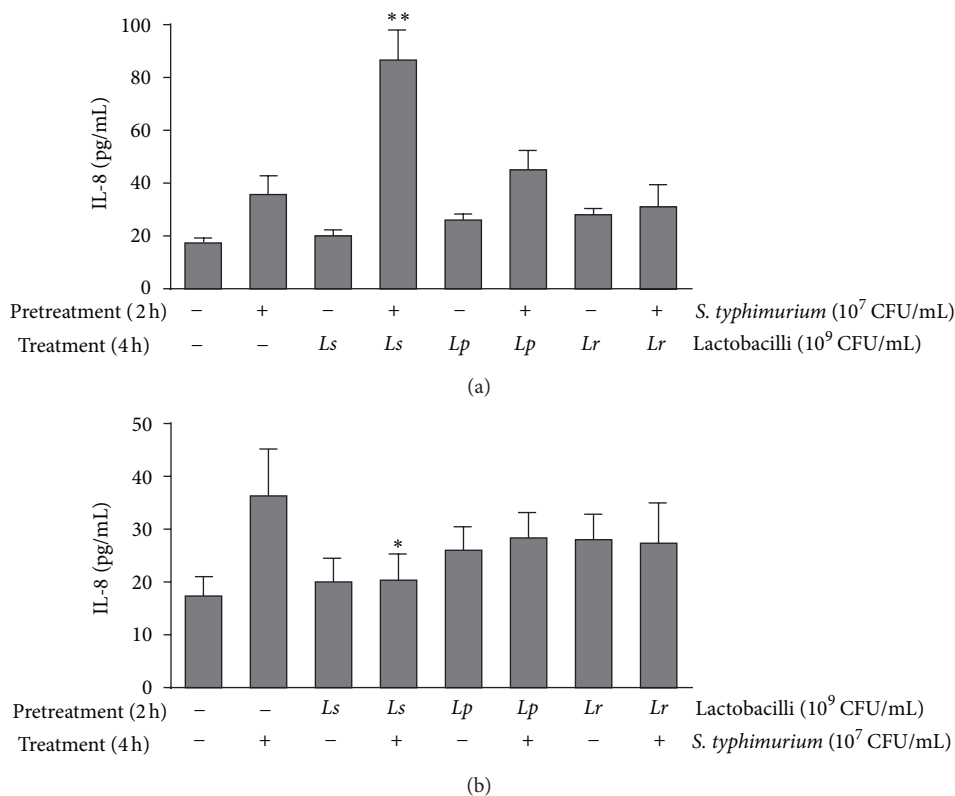 100
**
80
60
40
20
0
IL-8 (pg/mL)
Pretreatment (2 h) − + − + − + − + S. typhimurium (10⁷ CFU/mL)
Treatment (4 h) − − Ls Ls Lp Lp Lr Lr Lactobacilli (10⁹ CFU/mL)
(a)
50
40
30
*
20
10
0
IL-8 (pg/mL)
Pretreatment (2 h) − − Ls Ls Lp Lp Lr Lr Lactobacilli (10⁹ CFU/mL)
Treatment (4 h) − + − + − + − + S. typhimurium (10⁷ CFU/mL)
(b)